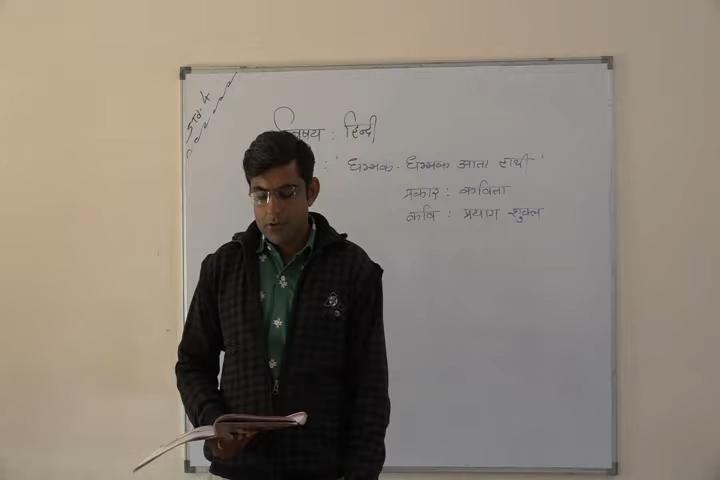 विषय : हिन्दी
: ' धम्मक - धम्मक आता हाथी '
प्रकार : कविता
कवि : प्रयाग शुक्ल